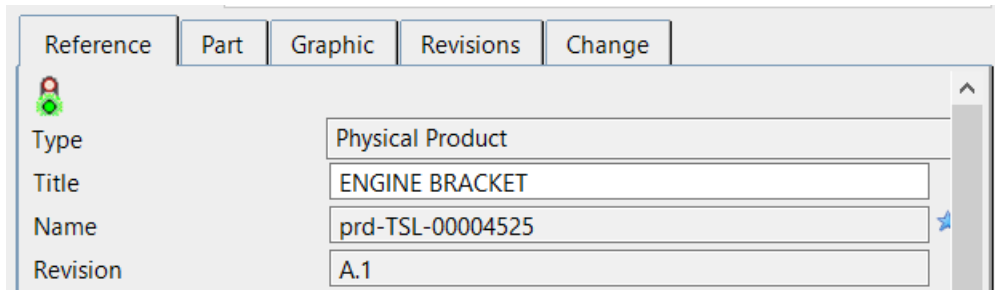 Reference Part Graphic Revisions Change
Type Physical Product
Title ENGINE BRACKET
Name prd-TSL-00004525
Revision A.1